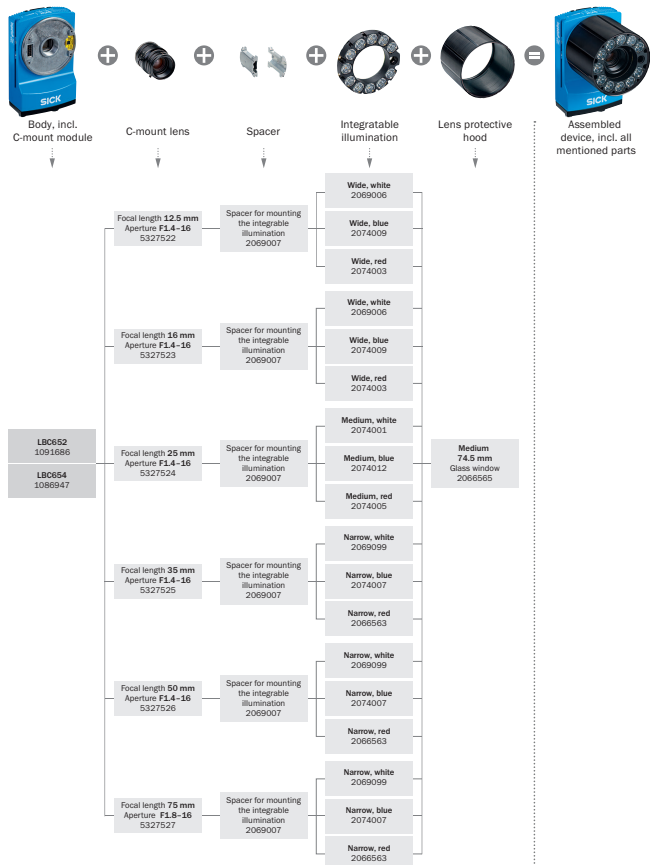 SICK
SICK
Body, incl.
C-mount module
C-mount lens
Spacer
Integratable
illumination
Lens protective
hood
Assembled
device, incl. all
mentioned parts
LBC652
1091686
LBC654
1086947
Focal length 12.5 mm
Aperture F1.4–16
5327522
Spacer for mounting
the integrable
illumination
2069007
Wide, white
2069006
Wide, blue
2074009
Wide, red
2074003
Focal length 16 mm
Aperture F1.4–16
5327523
Spacer for mounting
the integrable
illumination
2069007
Wide, white
2069006
Wide, blue
2074009
Wide, red
2074003
Focal length 25 mm
Aperture F1.4–16
5327524
Spacer for mounting
the integrable
illumination
2069007
Medium, white
2074001
Medium, blue
2074012
Medium, red
2074005
Medium
74.5 mm
Glass window
2066565
Focal length 35 mm
Aperture F1.4–16
5327525
Spacer for mounting
the integrable
illumination
2069007
Narrow, white
2069099
Narrow, blue
2074007
Narrow, red
2066563
Focal length 50 mm
Aperture F1.4–16
5327526
Spacer for mounting
the integrable
illumination
2069007
Narrow, white
2069099
Narrow, blue
2074007
Narrow, red
2066563
Focal length 75 mm
Aperture F1.8–16
5327527
Spacer for mounting
the integrable
illumination
2069007
Narrow, white
2069099
Narrow, blue
2074007
Narrow, red
2066563